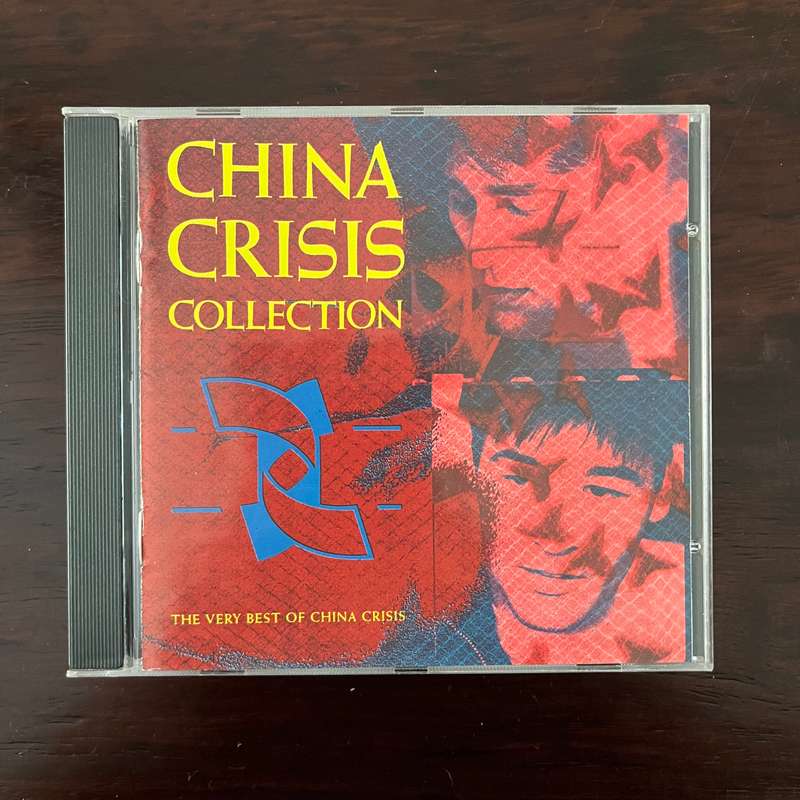 CHINA
CRISIS
COLLECTION
THE VERY BEST OF CHINA CRISIS